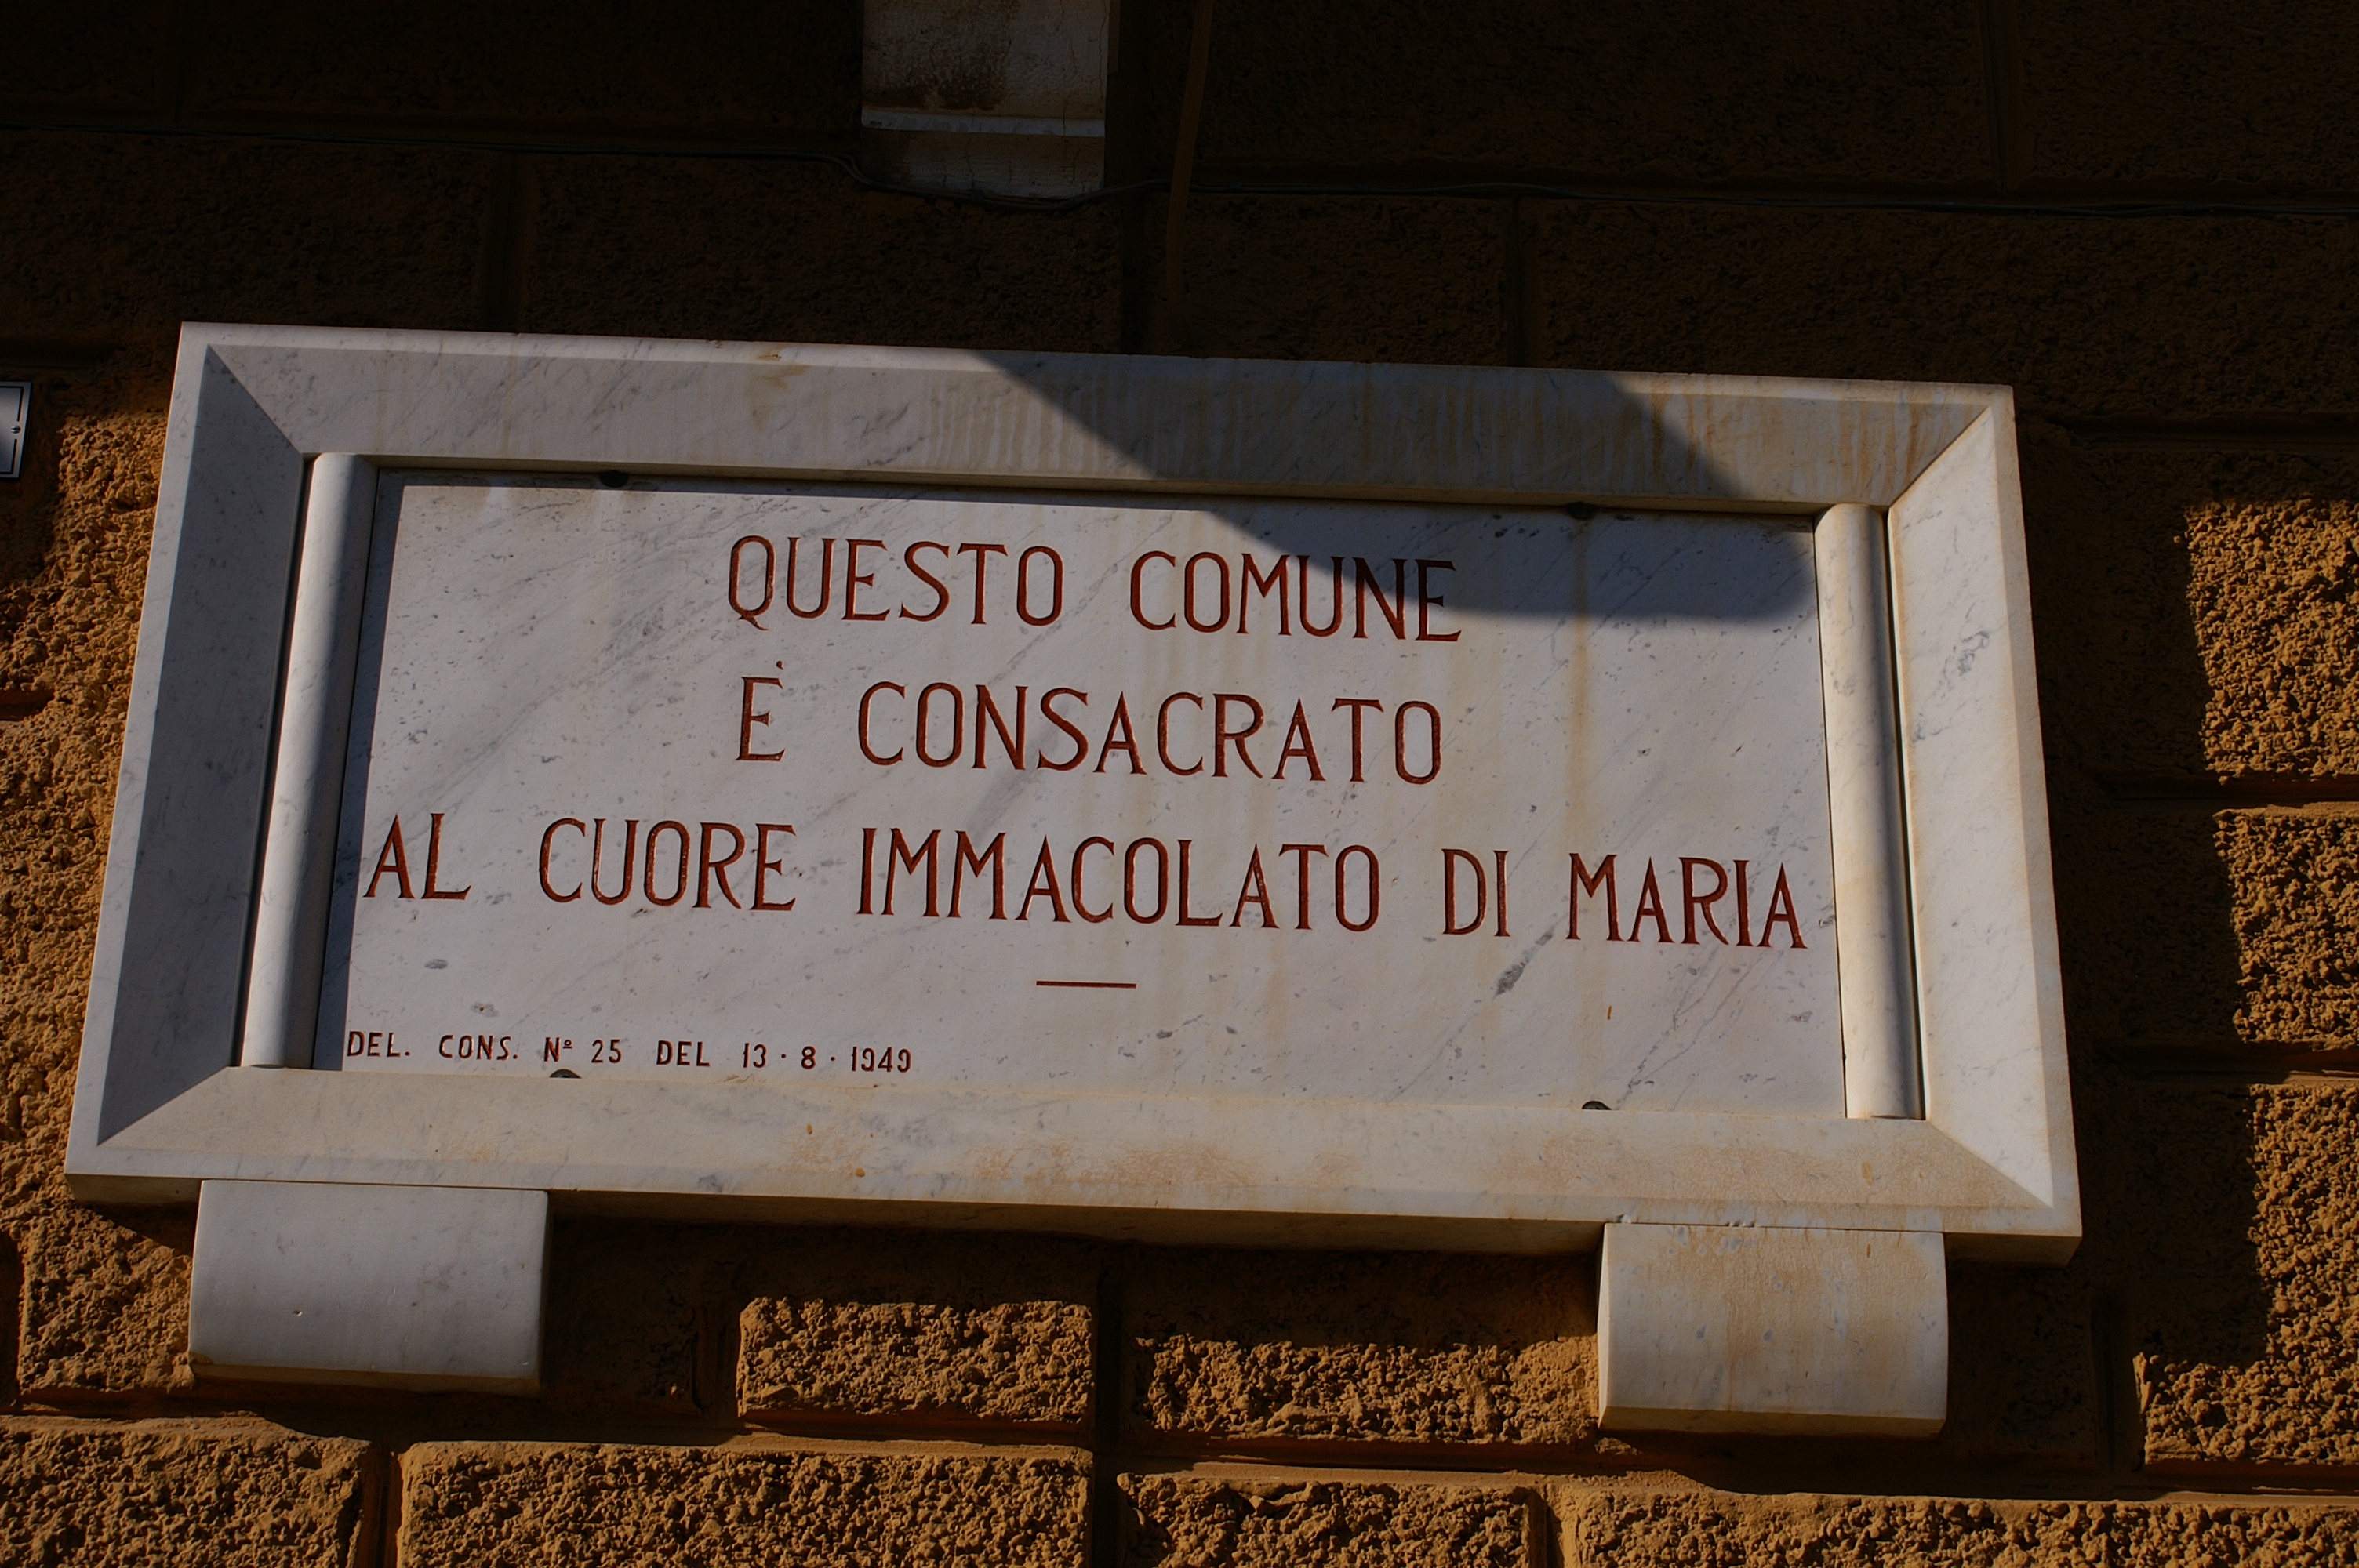 QUESTO COMUNE
È CONSACRATO
AL CUORE IMMACOLATO DI MARIA
DEL. CONS. Nº 25 DEL 13 · 8 · 1949